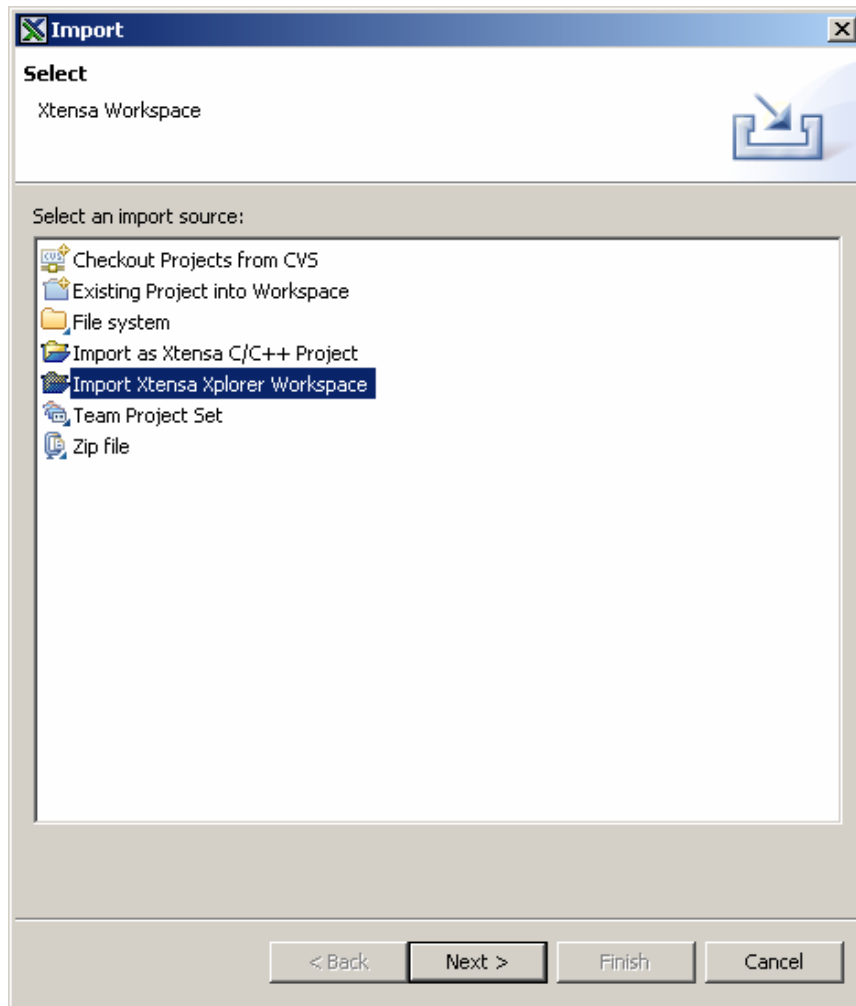 Import
Select
Xtensa Workspace
Select an import source:
CVS
Checkout Projects from CVS
Existing Project into Workspace
File system
Import as Xtensa C/C++ Project
Import Xtensa Xplorer Workspace
Team Project Set
Zip file
< Back
Next >
Finish
Cancel